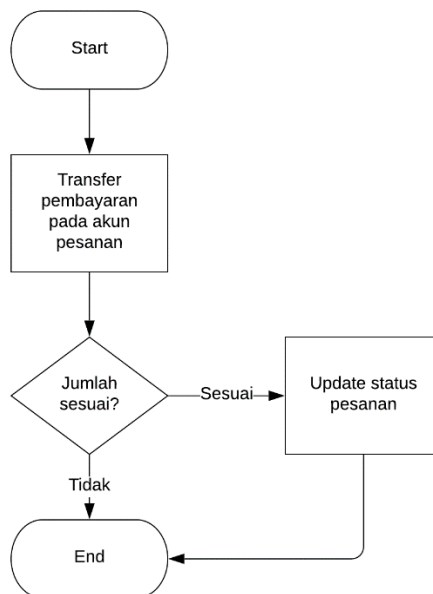 Start
Transfer
pembayaran
pada akun
pesanan
Jumlah
sesuai?
Sesuai
Update status
pesanan
Tidak
End